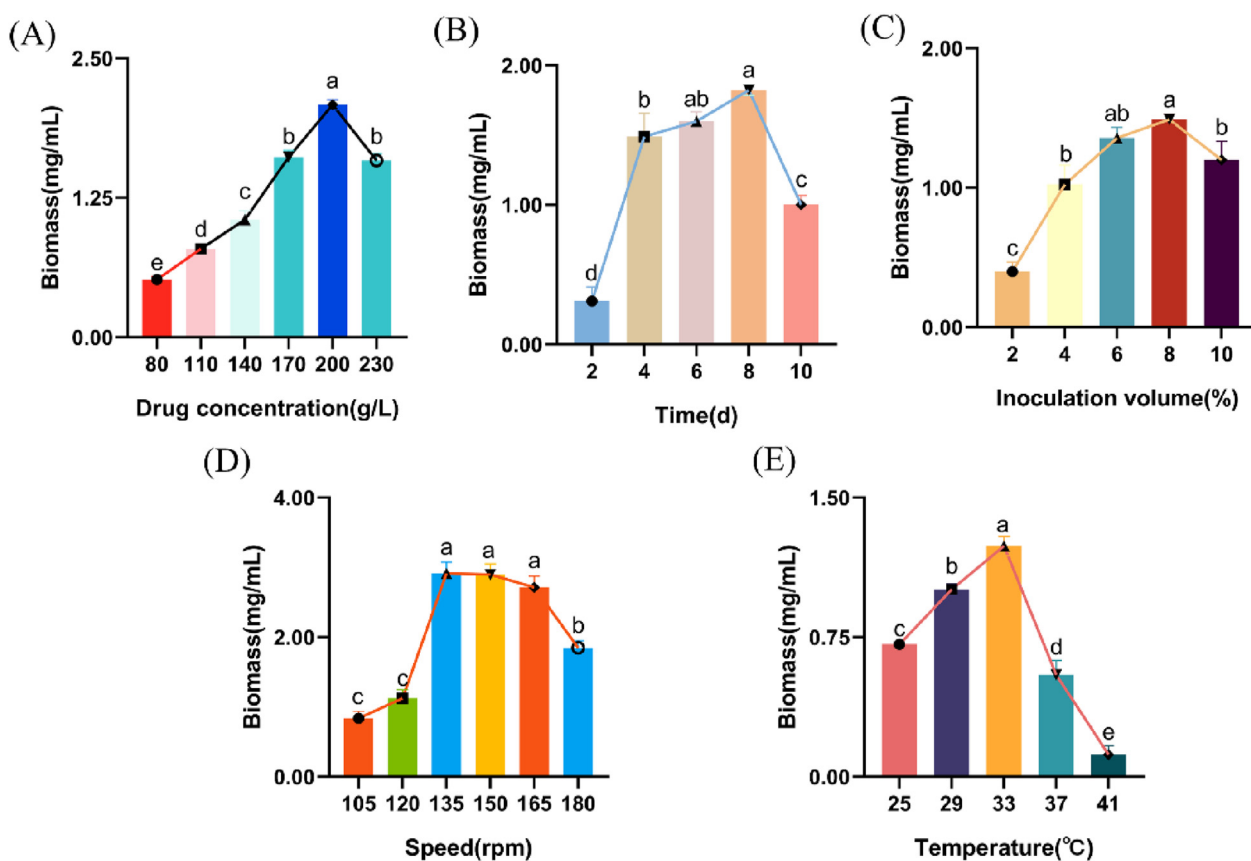 (A)
Biomass(mg/mL)
2.50
1.25
0.00
e
d
c
b
a
b
80 110 140 170 200 230
Drug concentration(g/L)
(B)
Biomass(mg/mL)
2.00
1.00
0.00
d
b
ab
a
c
2 4 6 8 10
Time(d)
(C)
Biomass(mg/mL)
2.00
1.00
0.00
c
b
ab
a
b
2 4 6 8 10
Inoculation volume(%)
(D)
Biomass(mg/mL)
4.00
2.00
0.00
c
c
a
a
a
b
105 120 135 150 165 180
Speed(rpm)
(E)
Biomass(mg/mL)
1.50
0.75
0.00
c
b
a
d
e
25 29 33 37 41
Temperature(℃)